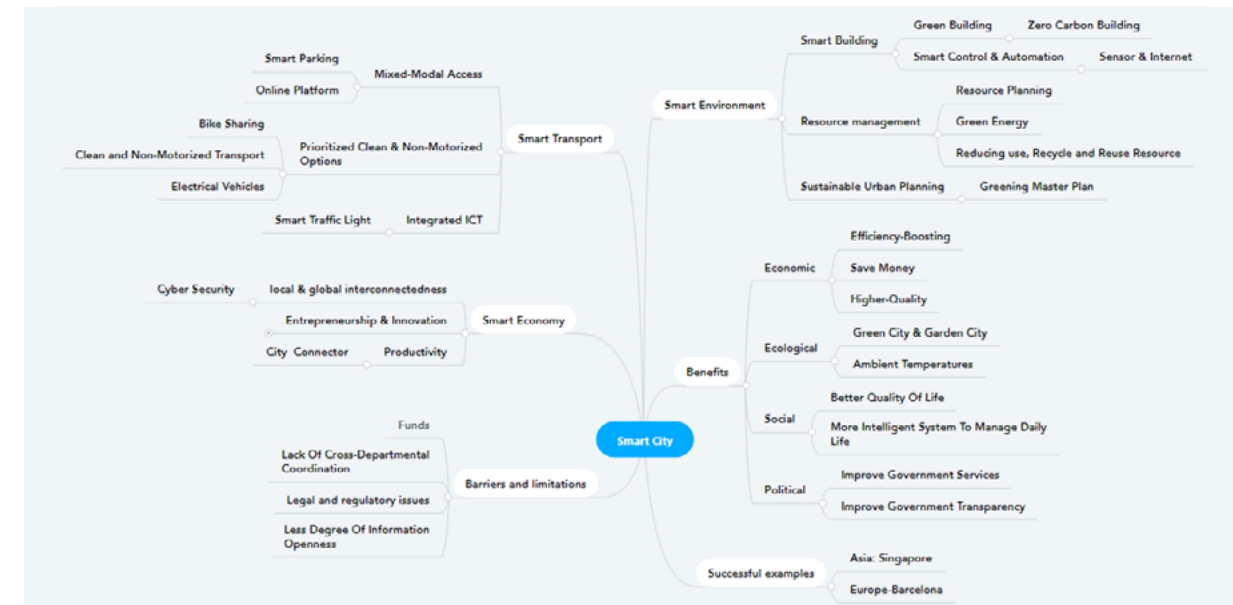 Smart City
Smart Transport
Mixed-Modal Access
Smart Parking
Online Platform
Prioritized Clean & Non-Motorized
Options
Bike Sharing
Clean and Non-Motorized Transport
Electrical Vehicles
Integrated ICT
Smart Traffic Light
Smart Economy
local & global interconnectedness
Cyber Security
Entrepreneurship & Innovation
Productivity
City Connector
Barriers and limitations
Funds
Lack Of Cross-Departmental
Coordination
Legal and regulatory issues
Less Degree Of Information
Openness
Smart Environment
Smart Building
Green Building
Zero Carbon Building
Smart Control & Automation
Sensor & Internet
Resource management
Resource Planning
Green Energy
Reducing use, Recycle and Reuse Resource
Sustainable Urban Planning
Greening Master Plan
Benefits
Economic
Efficiency-Boosting
Save Money
Higher-Quality
Ecological
Green City & Garden City
Ambient Temperatures
Social
Better Quality Of Life
More Intelligent System To Manage Daily
Life
Political
Improve Government Services
Improve Government Transparency
Successful examples
Asia: Singapore
Europe-Barcelona